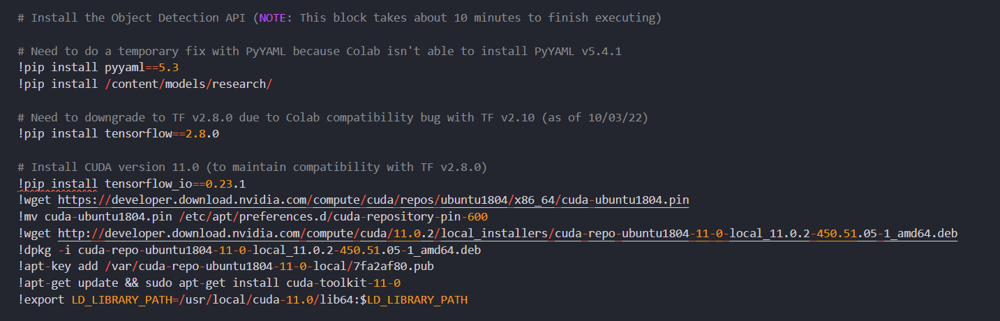 # Install the Object Detection API (NOTE: This block takes about 10 minutes to finish executing)
# Need to do a temporary fix with PyYAML because Colab isn't able to install PyYAML v5.4.1
!pip install pyyaml==5.3
!pip install /content/models/research/
# Need to downgrade to TF v2.8.0 due to Colab compatibility bug with TF v2.10 (as of 10/03/22)
!pip install tensorflow==2.8.0
# Install CUDA version 11.0 (to maintain compatibility with TF v2.8.0)
!pip install tensorflow_io==0.23.1
!wget https://developer.download.nvidia.com/compute/cuda/repos/ubuntu1804/x86_64/cuda-ubuntu1804.pin
!mv cuda-ubuntu1804.pin /etc/apt/preferences.d/cuda-repository-pin-600
!wget http://developer.download.nvidia.com/compute/cuda/11.0.2/local_installers/cuda-repo-ubuntu1804-11-0-local_11.0.2-450.51.05-1_amd64.deb
!dpkg -i cuda-repo-ubuntu1804-11-0-local_11.0.2-450.51.05-1_amd64.deb
!apt-key add /var/cuda-repo-ubuntu1804-11-0-local/7fa2af80.pub
!apt-get update && sudo apt-get install cuda-toolkit-11-0
!export LD_LIBRARY_PATH=/usr/local/cuda-11.0/lib64:$LD_LIBRARY_PATH